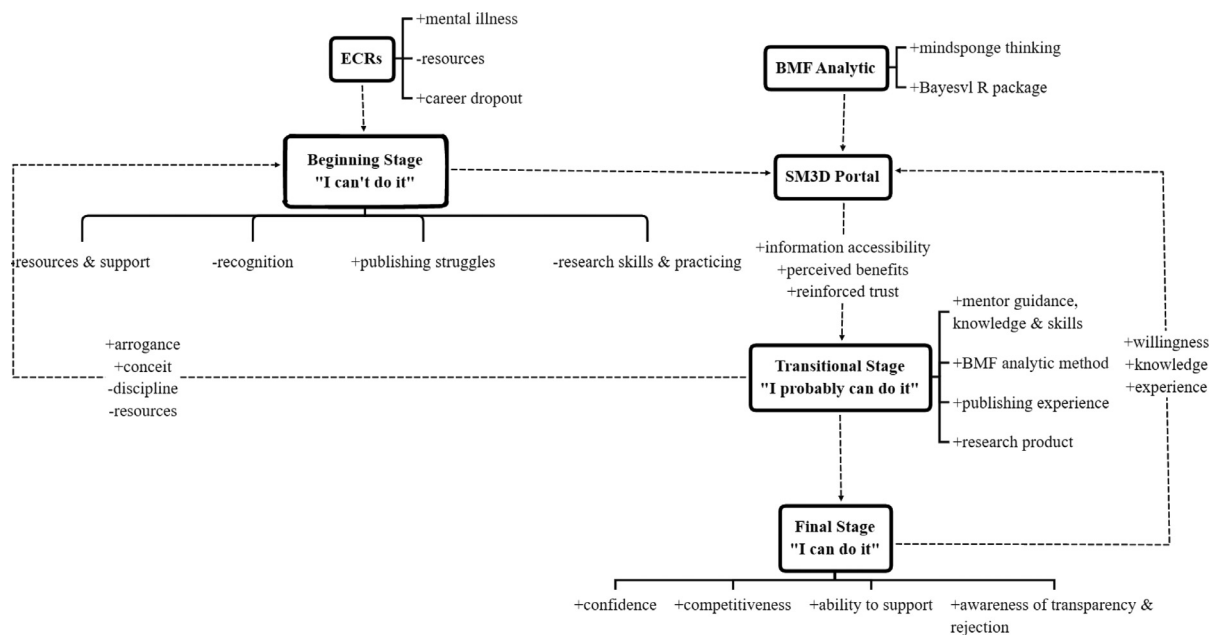 ECRs
+mental illness
-resources
+career dropout
BMF Analytic
+mindsponge thinking
+Bayesvl R package
Beginning Stage
"I can't do it"
SM3D Portal
-resources & support
-recognition
+publishing struggles
-research skills & practicing
+information accessibility
+perceived benefits
+reinforced trust
+arrogance
+conceit
-discipline
-resources
Transitional Stage
"I probably can do it"
+mentor guidance,
knowledge & skills
+BMF analytic method
+publishing experience
+research product
+willingness
+knowledge
+experience
Final Stage
"I can do it"
+confidence
+competitiveness
+ability to support
+awareness of transparency &
rejection